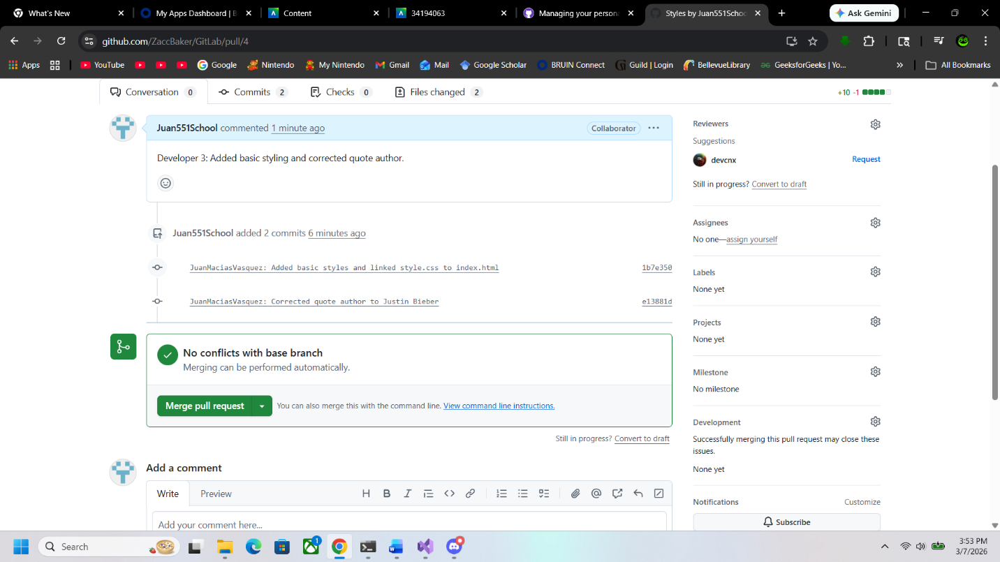 What's New
My Apps Dashboard | B
Content
34194063
Managing your persona
Styles by Juan551Schoo
Ask Gemini
github.com/ZaccBaker/GitLab/pull/4
Apps
YouTube
Google
Nintendo
My Nintendo
Gmail
Mail
Google Scholar
BRUIN Connect
Guild | Login
BellevueLibrary
GeeksforGeeks | Yo...
All Bookmarks
Conversation 0
Commits 2
Checks 0
Files changed 2
+10 -1
Juan551School commented 1 minute ago
Collaborator
Developer 3: Added basic styling and corrected quote author.
Juan551School added 2 commits 6 minutes ago
JuanMaciasVasquez: Added basic styles and linked style.css to index.html
1b7e350
JuanMaciasVasquez: Corrected quote author to Justin Bieber
e13881d
No conflicts with base branch
Merging can be performed automatically.
Merge pull request
You can also merge this with the command line. View command line instructions.
Still in progress? Convert to draft
Add a comment
Write
Preview
Add your comment here...
Reviewers
Suggestions
devcnx
Request
Still in progress? Convert to draft
Assignees
No one—assign yourself
Labels
None yet
Projects
None yet
Milestone
No milestone
Development
Successfully merging this pull request may close these
issues.
None yet
Notifications
Customize
Subscribe
Search
1
3:53 PM
3/7/2026